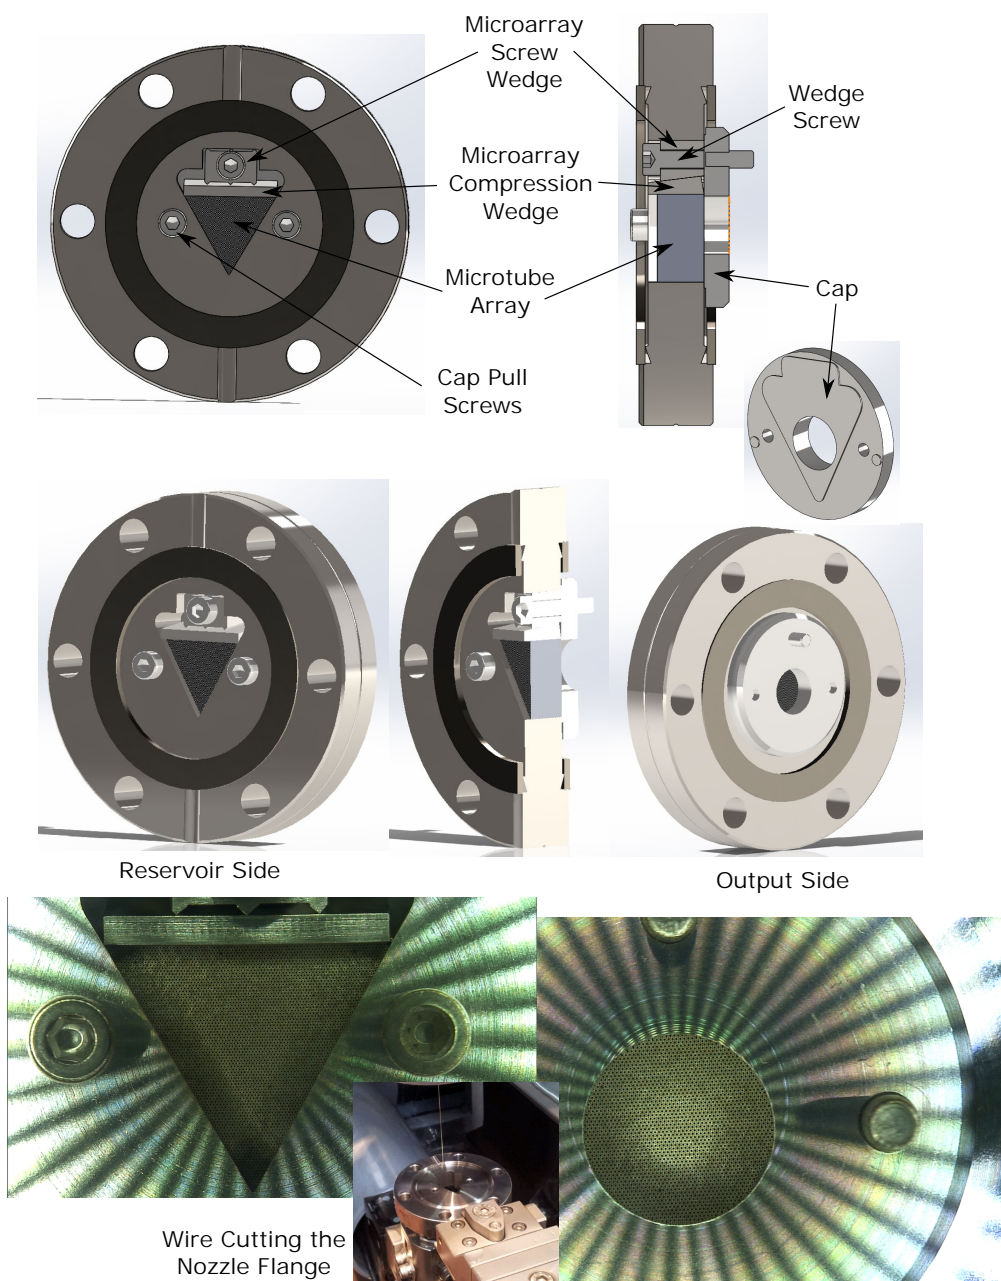 Microarray
Screw
Wedge
Wedge
Screw
Microarray
Compression
Wedge
Microtube
Array
Cap
Cap Pull
Screws
Reservoir Side
Output Side
Wire Cutting the
Nozzle Flange